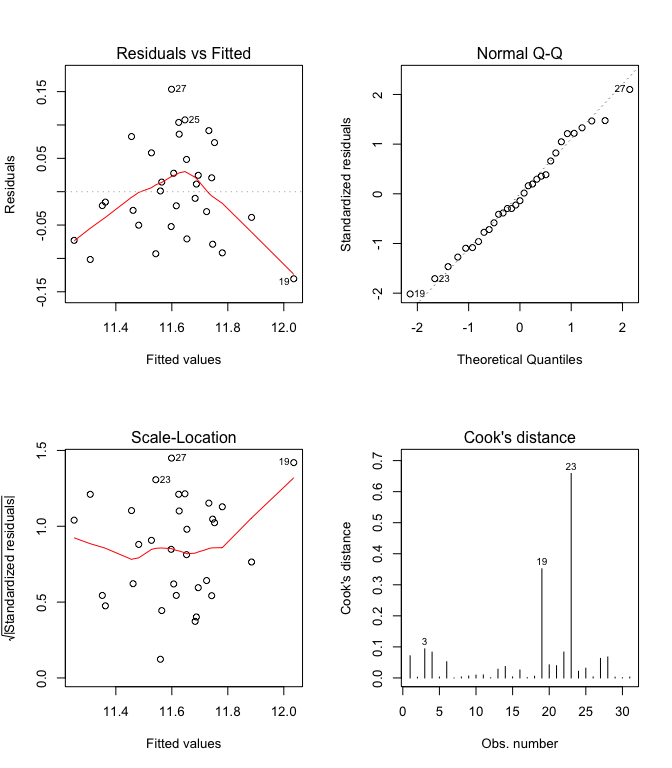 Residuals vs Fitted
Residuals
0.15
0.05
-0.05
-0.15
27
25
19
11.4 11.6 11.8 12.0
Fitted values
Normal Q-Q
Standardized residuals
2
1
0
-1
-2
27
23
19
-2 -1 0 1 2
Theoretical Quantiles
Scale-Location
√|Standardized residuals|
1.5
1.0
0.5
0.0
27
19
23
11.4 11.6 11.8 12.0
Fitted values
Cook's distance
Cook's distance
0.7
0.6
0.5
0.4
0.3
0.2
0.1
0.0
23
19
3
0 5 10 15 20 25 30
Obs. number